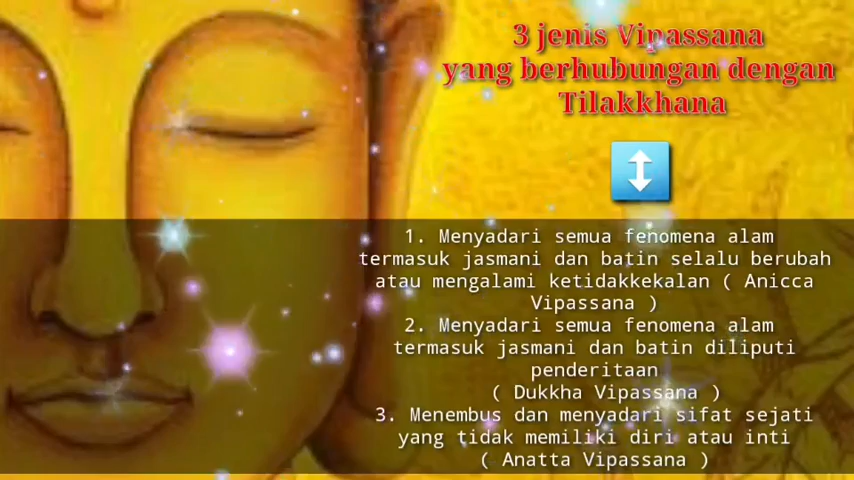 3 jenis Vipassana
yang berhubungan dengan
Tilakkhana
1. Menyadari semua fenomena alam
termasuk jasmani dan batin selalu berubah
atau mengalami ketidakkekalan ( Anicca
Vipassana )
2. Menyadari semua fenomena alam
termasuk jasmani dan batin diliputi
penderitaan
( Dukkha Vipassana )
3. Menembus dan menyadari sifat sejati
yang tidak memiliki diri atau inti
( Anatta Vipassana )